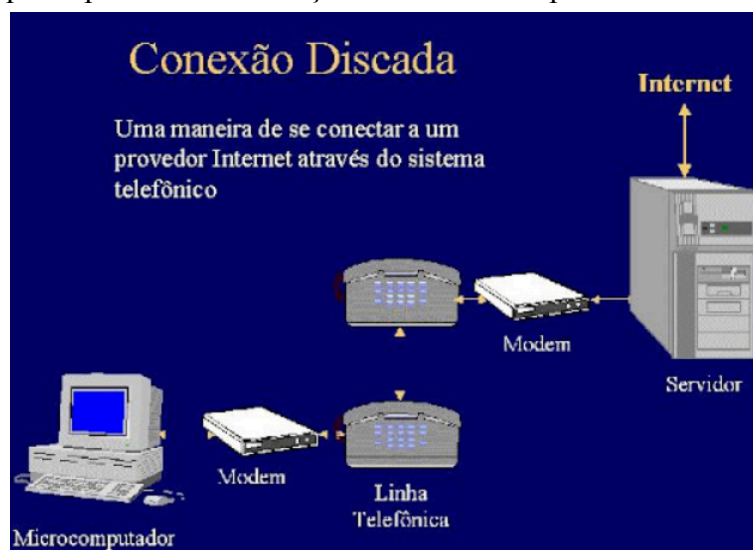 Conexão Discada
Internet
Uma maneira de se conectar a um
provedor Internet através do sistema
telefônico
Modem
Servidor
Modem
Linha
Telefônica
Microcomputador